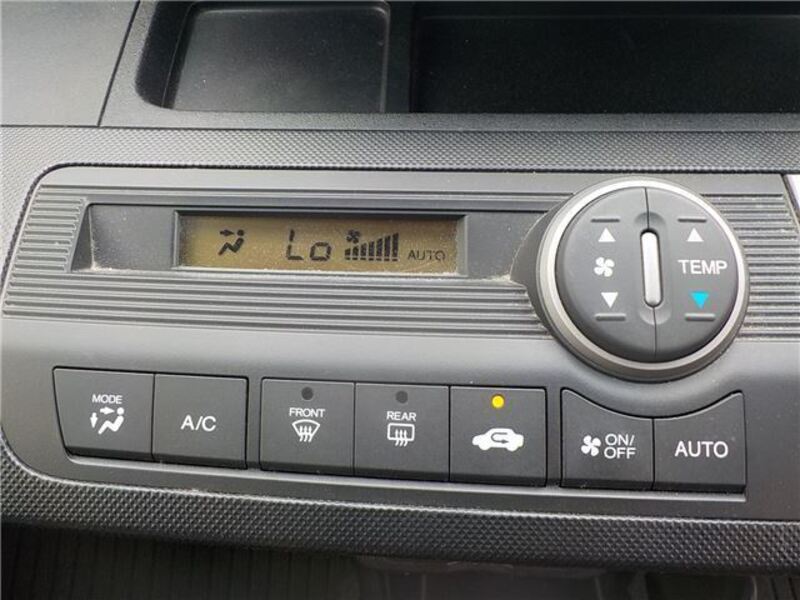 Lo AUTO
TEMP
MODE
A/C
FRONT
REAR
ON/
OFF
AUTO